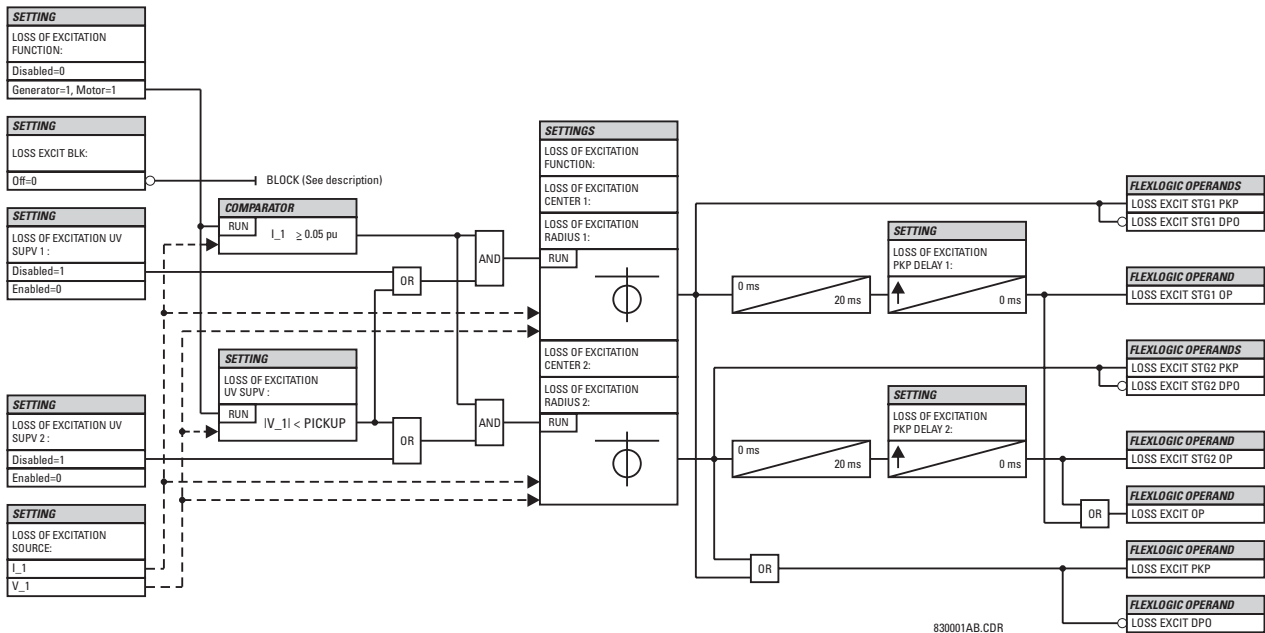 SETTING
LOSS OF EXCITATION
FUNCTION:
Disabled=0
Generator=1, Motor=1
SETTING
LOSS EXCIT BLK:
Off=0
BLOCK (See description)
SETTING
LOSS OF EXCITATION UV
SUPV 1 :
Disabled=1
Enabled=0
SETTING
LOSS OF EXCITATION UV
SUPV 2 :
Disabled=1
Enabled=0
SETTING
LOSS OF EXCITATION
SOURCE:
I_1
V_1
COMPARATOR
RUN
I_1 ≥ 0.05 pu
SETTING
LOSS OF EXCITATION
UV SUPV :
RUN
|V_1| < PICKUP
OR
OR
AND
AND
SETTINGS
LOSS OF EXCITATION
FUNCTION:
LOSS OF EXCITATION
CENTER 1:
LOSS OF EXCITATION
RADIUS 1:
RUN
LOSS OF EXCITATION
CENTER 2:
LOSS OF EXCITATION
RADIUS 2:
RUN
0 ms
20 ms
SETTING
LOSS OF EXCITATION
PKP DELAY 1:
0 ms
0 ms
20 ms
SETTING
LOSS OF EXCITATION
PKP DELAY 2:
0 ms
OR
OR
FLEXLOGIC OPERANDS
LOSS EXCIT STG1 PKP
LOSS EXCIT STG1 DPO
FLEXLOGIC OPERAND
LOSS EXCIT STG1 OP
FLEXLOGIC OPERANDS
LOSS EXCIT STG2 PKP
LOSS EXCIT STG2 DPO
FLEXLOGIC OPERAND
LOSS EXCIT STG2 OP
FLEXLOGIC OPERAND
LOSS EXCIT OP
FLEXLOGIC OPERAND
LOSS EXCIT PKP
FLEXLOGIC OPERAND
LOSS EXCIT DPO
830001AB.CDR